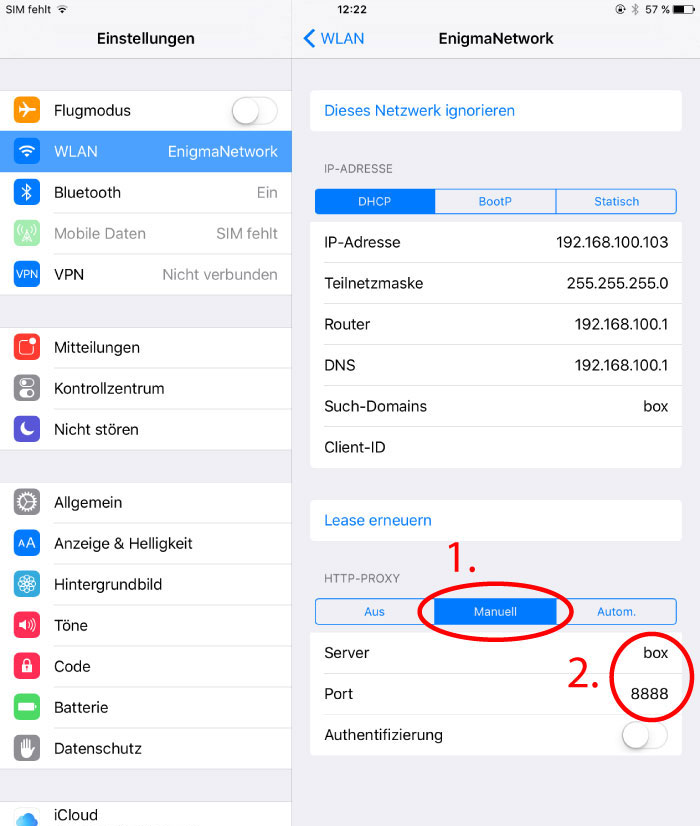 SIM fehlt 12:22 57 %
Einstellungen
Flugmodus
WLAN EnigmaNetwork
Bluetooth Ein
Mobile Daten SIM fehlt
VPN VPN Nicht verbunden
Mitteilungen
Kontrollzentrum
Nicht stören
Allgemein
AA Anzeige & Helligkeit
Hintergrundbild
Töne
Code
Batterie
Datenschutz
iCloud
WLAN EnigmaNetwork
Dieses Netzwerk ignorieren
IP-ADRESSE
DHCP BootP Statisch
IP-Adresse 192.168.100.103
Teilnetzmaske 255.255.255.0
Router 192.168.100.1
DNS 192.168.100.1
Such-Domains box
Client-ID
Lease erneuern
1.
HTTP-PROXY
Aus Manuell Autom.
Server box
2.
Port 8888
Authentifizierung